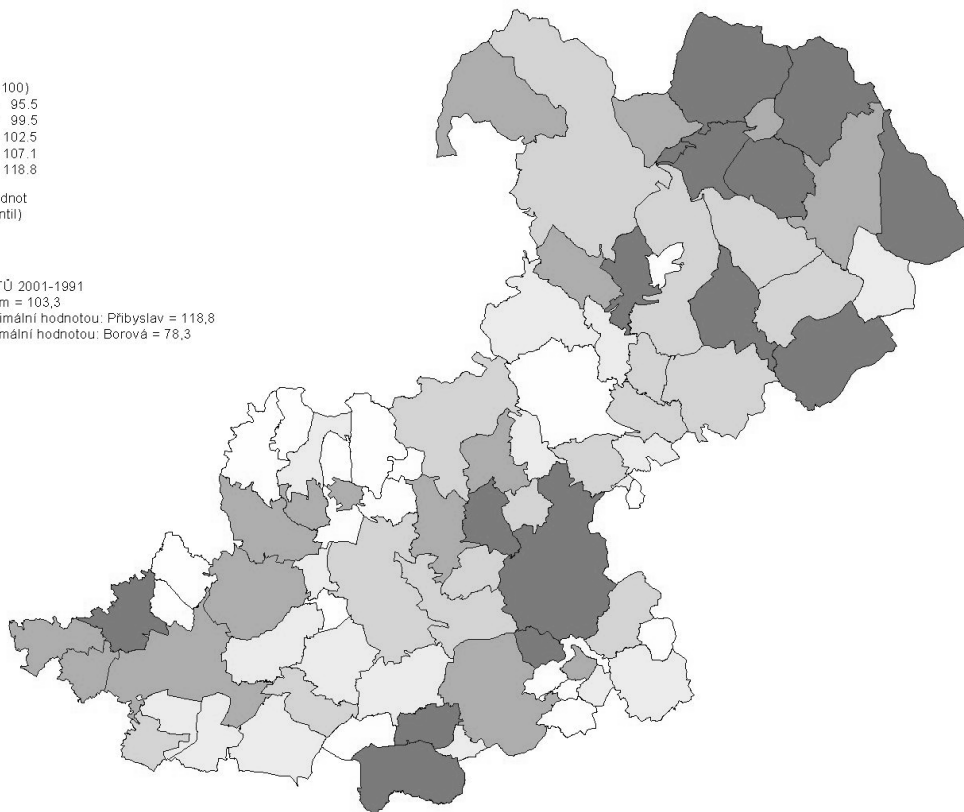 100)
95.5
99.5
102.5
107.1
118.8
dnot
ntil)
TŮ 2001-1991
m = 103,3
imální hodnotou: Přibyslav = 118,8
mální hodnotou: Borová = 78,3